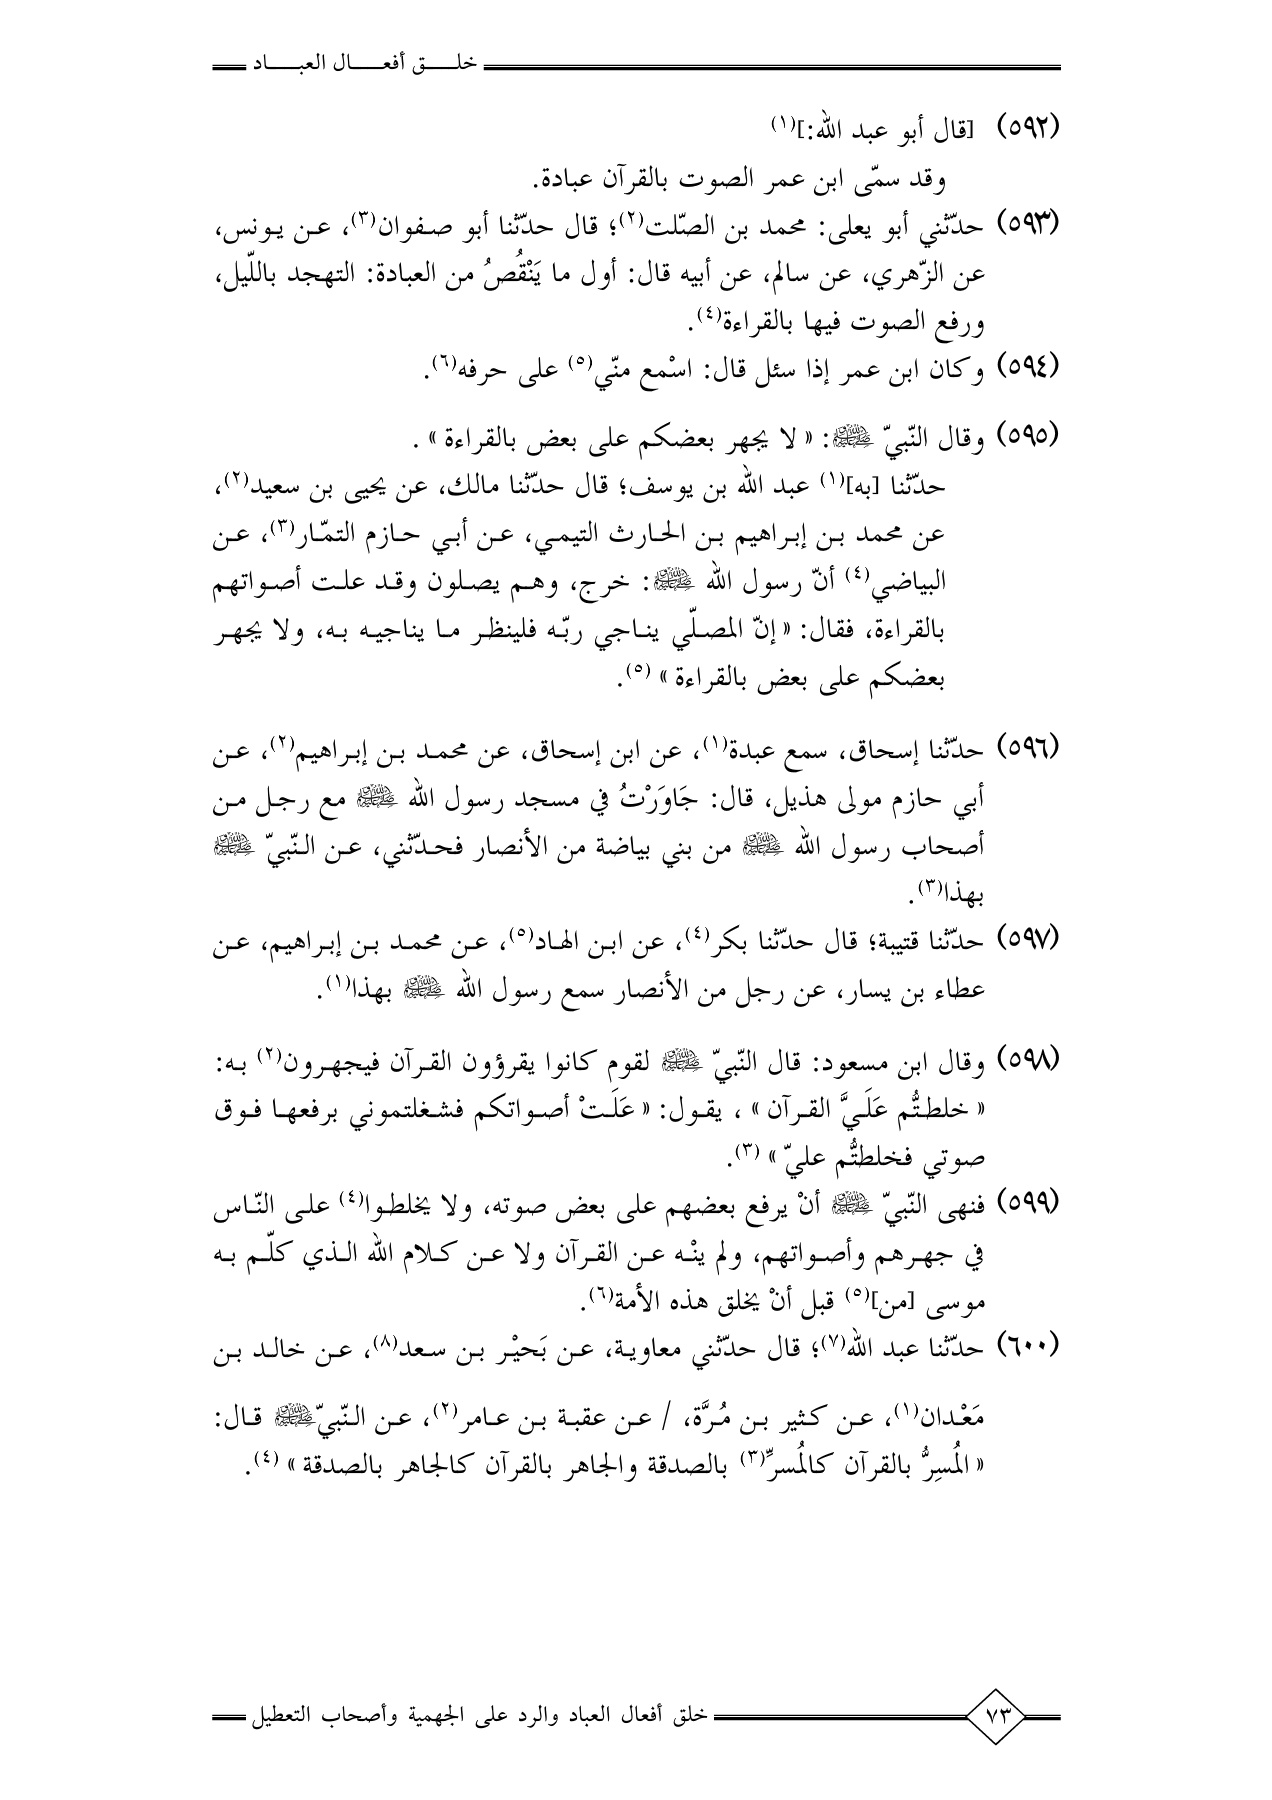 خلــق أفعــال العبــاد
(٥٩٢) [قال أبو عبد الله:](١)
وقد سمّى ابن عمر الصوت بالقرآن عبادة.
(٥٩٣) حدّثني أبو يعلى: محمد بن الصّلت(٢)؛ قال حدّثنا أبو صفوان(٣)، عن يونس،
عن الزّهري، عن سالم، عن أبيه قال: أول ما يَنْقُصُ من العبادة: التهجد باللّيل،
ورفع الصوت فيها بالقراءة(٤).
(٥٩٤) وكان ابن عمر إذا سئل قال: اسْمع منّي(٥) على حرفه(٦).
(٥٩٥) وقال النّبيّ ﷺ: « لا يجهر بعضكم على بعض بالقراءة » .
حدّثنا [به](١) عبد الله بن يوسف؛ قال حدّثنا مالك، عن يحيى بن سعيد(٢)،
عن محمد بن إبراهيم بن الحارث التيمي، عن أبي حازم التمّار(٣)، عن
البياضي(٤) أنّ رسول الله ﷺ: خرج، وهم يصلون وقد علت أصواتهم
بالقراءة، فقال: « إنّ المصلّي يناجي ربّه فلينظر ما يناجيه به، ولا يجهر
بعضكم على بعض بالقراءة » (٥).
(٥٩٦) حدّثنا إسحاق، سمع عبدة(١)، عن ابن إسحاق، عن محمد بن إبراهيم(٢)، عن
أبي حازم مولى هذيل، قال: جَاوَرْتُ في مسجد رسول الله ﷺ مع رجل من
أصحاب رسول الله ﷺ من بني بياضة من الأنصار فحدّثني، عن النّبيّ ﷺ
بهذا(٣).
(٥٩٧) حدّثنا قتيبة؛ قال حدّثنا بكر(٤)، عن ابن الهاد(٥)، عن محمد بن إبراهيم، عن
عطاء بن يسار، عن رجل من الأنصار سمع رسول الله ﷺ بهذا(١).
(٥٩٨) وقال ابن مسعود: قال النّبيّ ﷺ لقوم كانوا يقرؤون القرآن فيجهرون(٢) به:
« خلطتُّم عَلَيَّ القرآن » ، يقول: « عَلَتْ أصواتكم فشغلتموني برفعها فوق
صوتي فخلطتُّم عليّ » (٣).
(٥٩٩) فنهى النّبيّ ﷺ أنْ يرفع بعضهم على بعض صوته، ولا يخلطوا(٤) على النّاس
في جهرهم وأصواتهم، ولم ينْه عن القرآن ولا عن كلام الله الذي كلّم به
موسى [من](٥) قبل أنْ يخلق هذه الأمة(٦).
(٦٠٠) حدّثنا عبد الله(٧)؛ قال حدّثني معاوية، عن بَحيْر بن سعد(٨)، عن خالد بن
مَعْدان(١)، عن كثير بن مُرَّة، / عن عقبة بن عامر(٢)، عن النّبيّ ﷺ قال:
« المُسِرُّ بالقرآن كالمُسرِّ(٣) بالصدقة والجاهر بالقرآن كالجاهر بالصدقة » (٤).
٧٣ خلق أفعال العباد والرد على الجهمية وأصحاب التعطيل